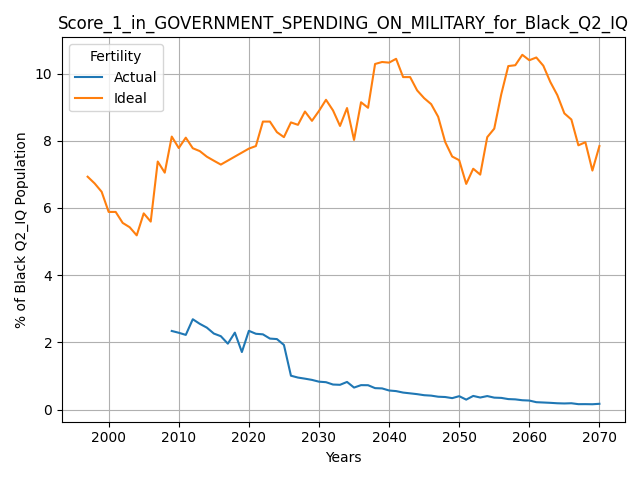 Score_1_in_GOVERNMENT_SPENDING_ON_MILITARY_for_Black_Q2_IQ
Fertility
Actual
Ideal
% of Black Q2_IQ Population
10
8
6
4
2
0
2000 2010 2020 2030 2040 2050 2060 2070
Years